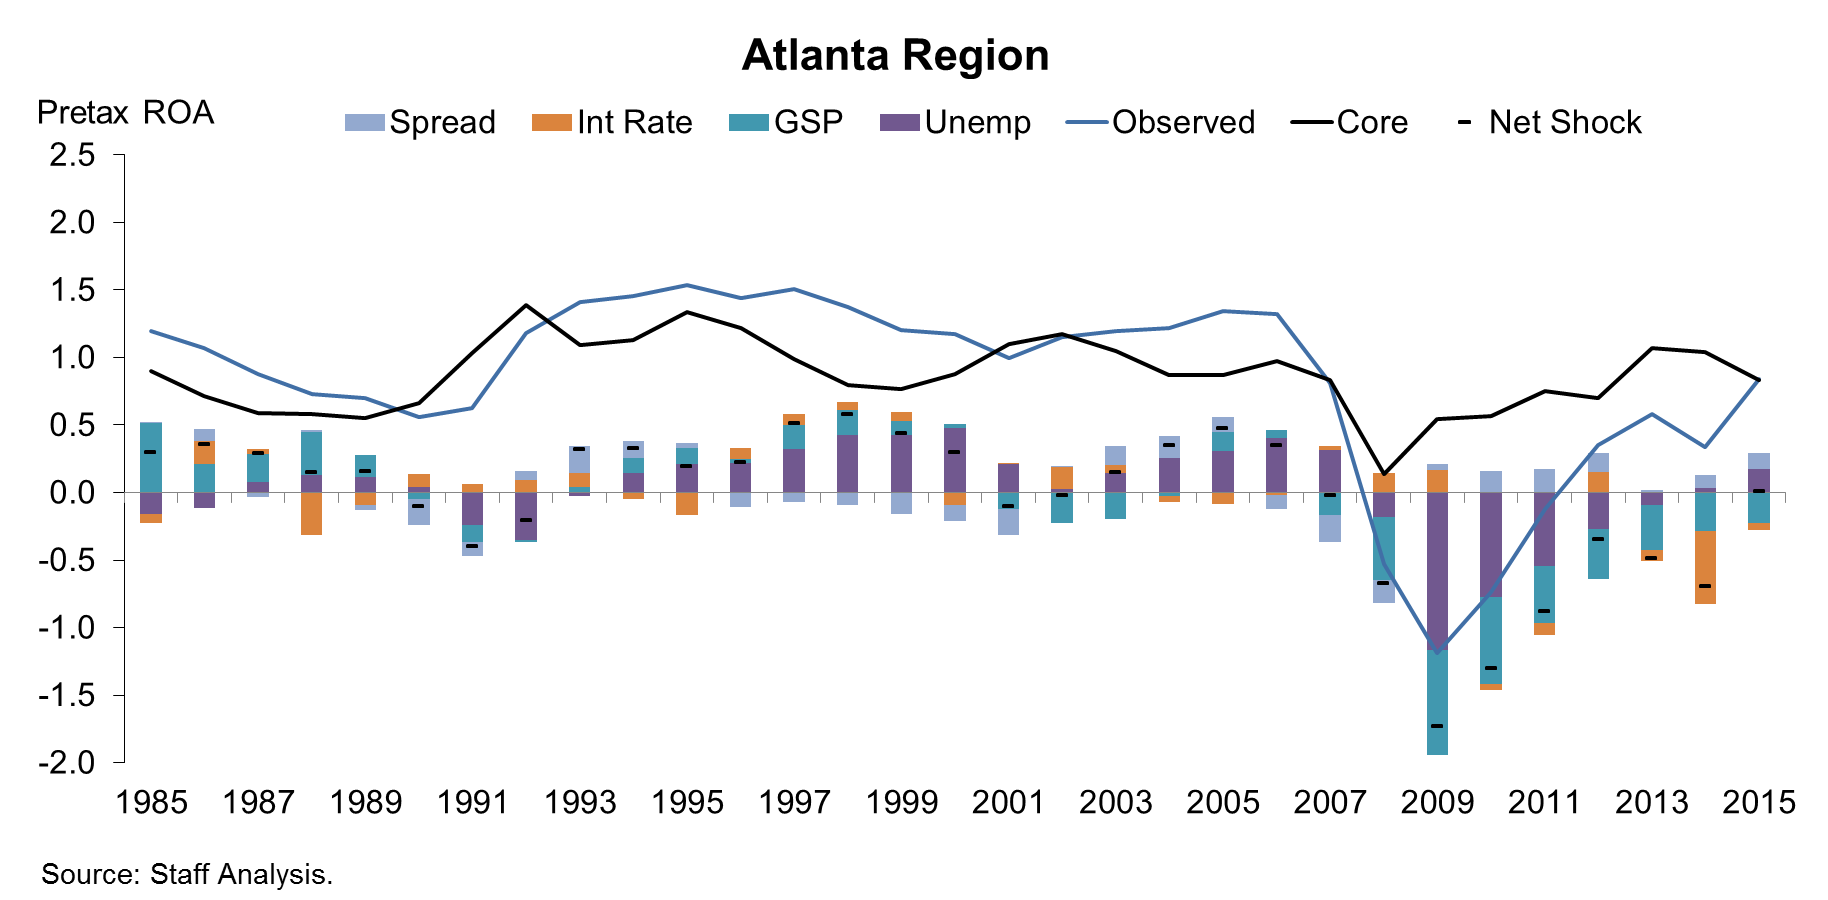 Atlanta Region
Pretax ROA
Spread Int Rate GSP Unemp Observed Core Net Shock
2.5
2.0
1.5
1.0
0.5
0.0
-0.5
-1.0
-1.5
-2.0
1985 1987 1989 1991 1993 1995 1997 1999 2001 2003 2005 2007 2009 2011 2013 2015
Source: Staff Analysis.